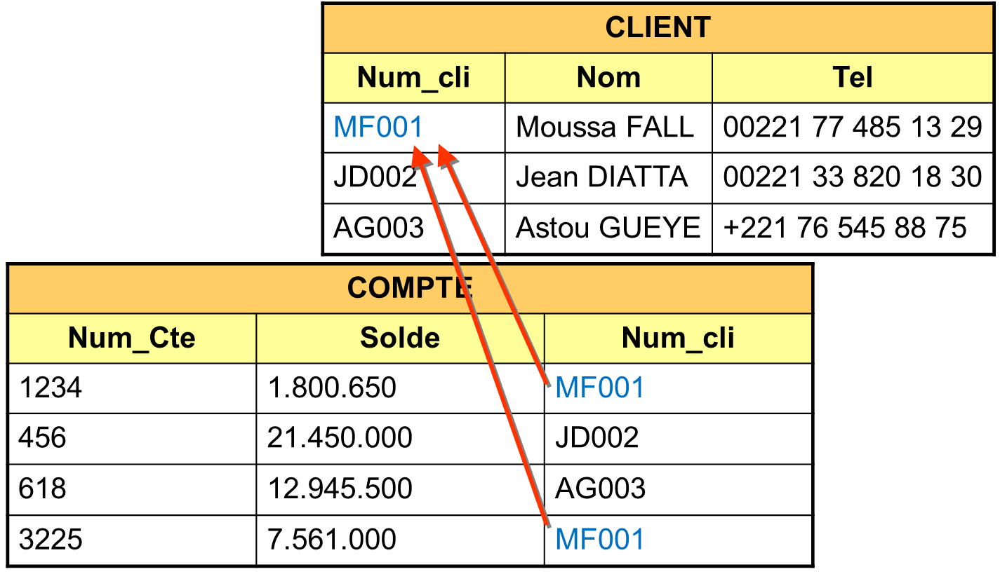 CLIENT
Num_cli Nom Tel
MF001 Moussa FALL 00221 77 485 13 29
JD002 Jean DIATTA 00221 33 820 18 30
AG003 Astou GUEYE +221 76 545 88 75
COMPTE
Num_Cte Solde Num_cli
1234 1.800.650 MF001
456 21.450.000 JD002
618 12.945.500 AG003
3225 7.561.000 MF001